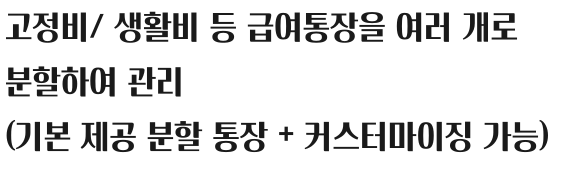 고정비/ 생활비 등 급여통장을 여러 개로
분할하여 관리
(기본 제공 분할 통장 + 커스터마이징 가능)